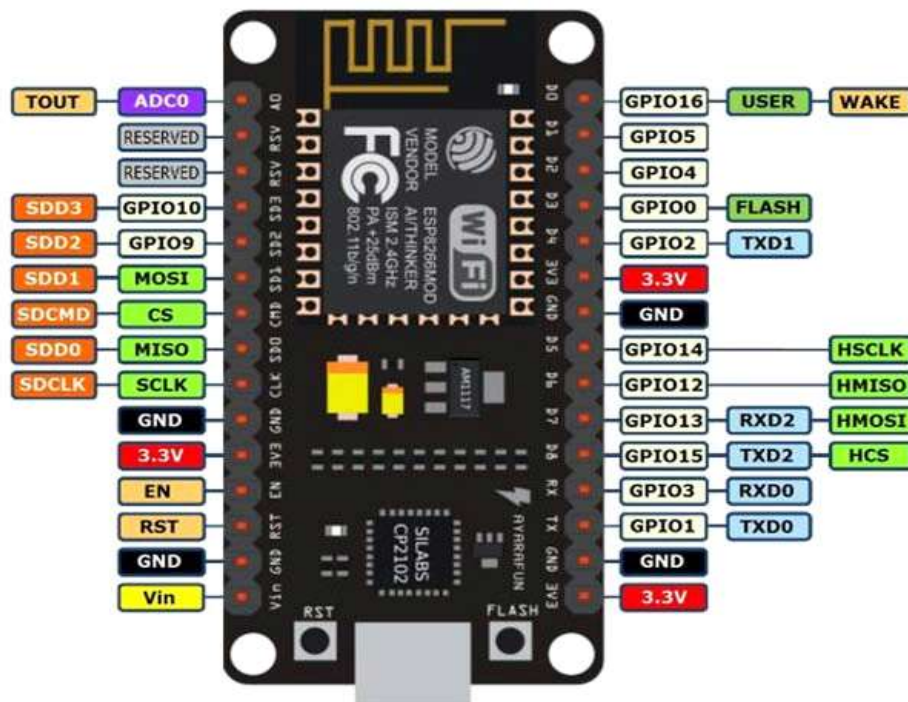 TOUT ADC0 A0 D0 GPIO16 USER WAKE
RESERVED RSV D1 GPIO5
RESERVED RSV D2 GPIO4
SDD3 GPIO10 SD3 D3 GPIO0 FLASH
SDD2 GPIO9 SD2 D4 GPIO2 TXD1
SDD1 MOSI SD1 3V3 3.3V
SDCMD CS CMD GND GND
SDD0 MISO SD0 D5 GPIO14 HSCLK
SDCLK SCLK CLK D6 GPIO12 HMISO
GND GND D7 GPIO13 RXD2 HMOSI
3.3V 3V3 D8 GPIO15 TXD2 HCS
EN EN RX GPIO3 RXD0
RST RST TX GPIO1 TXD0
GND GND GND GND
Vin Vin 3V3 3.3V
MODEL ESP8266MOD
VENDOR AI/THINKER
ISM 2.4GHz
PA +25dBm
802.11b/g/n
FC
WiFi
AM1117
SILABS
CP2102
AYARAFUN
RST
FLASH